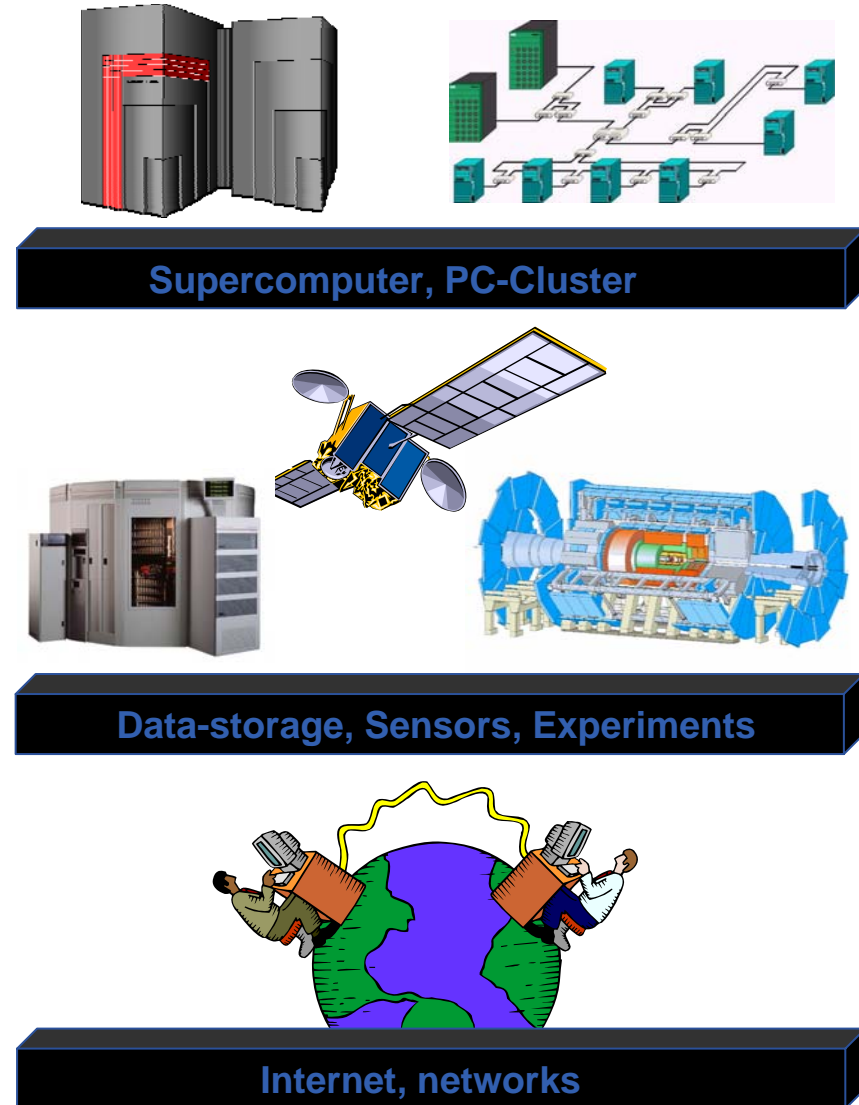 Supercomputer, PC-Cluster
Data-storage, Sensors, Experiments
Internet, networks